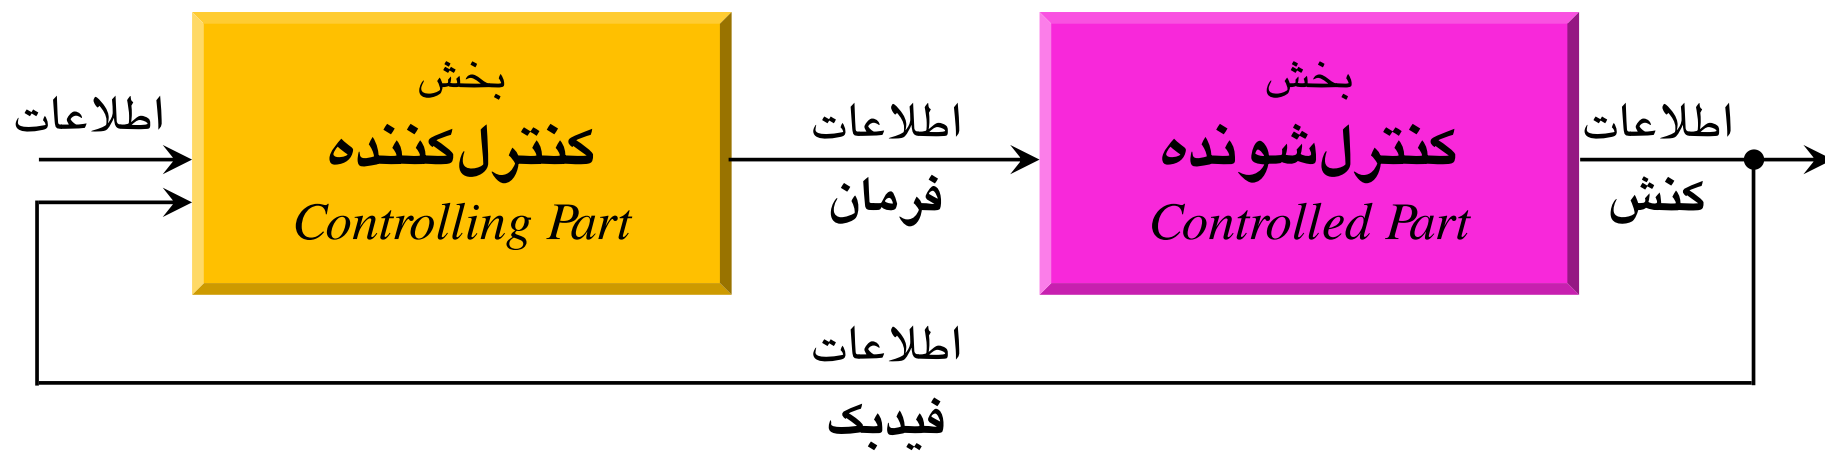 اطلاعات
بخش
کنترل‌کننده
Controlling Part
اطلاعات
فرمان
بخش
کنترل‌شونده
Controlled Part
اطلاعات
کنش
اطلاعات
فیدبک